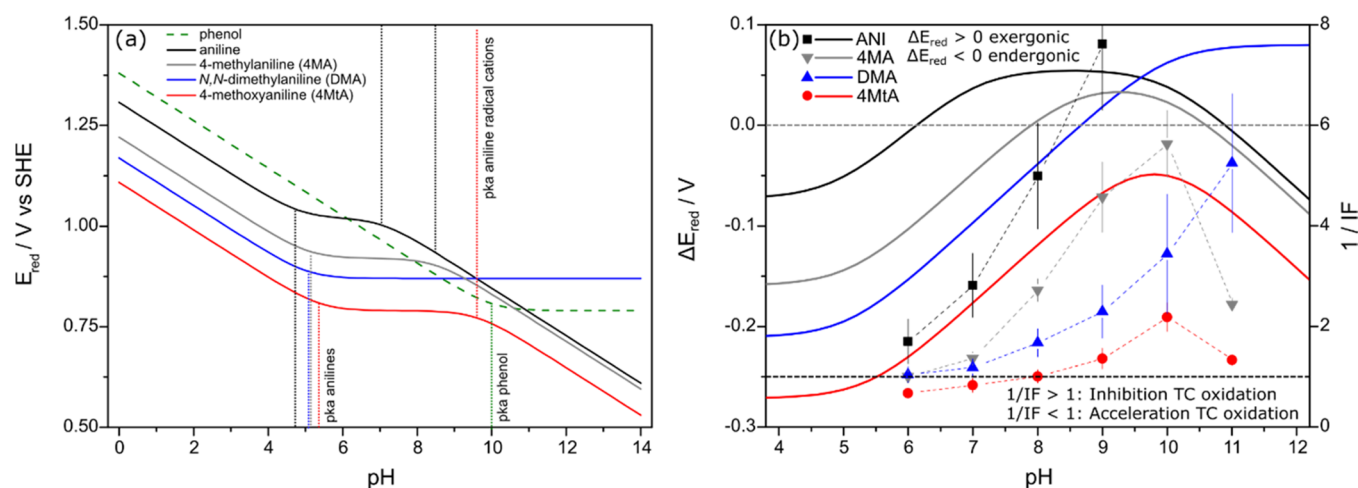 (a)
phenol
aniline
4-methylaniline (4MA)
N,N-dimethylaniline (DMA)
4-methoxyaniline (4MtA)
pka aniline radical cations
pka anilines
pka phenol
1.50
1.25
1.00
0.75
0.50
E red / V vs SHE
0 2 4 6 8 10 12 14
pH
(b)
ANI
4MA
DMA
4MtA
ΔEred > 0 exergonic
ΔEred < 0 endergonic
1/IF > 1: Inhibition TC oxidation
1/IF < 1: Acceleration TC oxidation
0.1
0.0
-0.1
-0.2
-0.3
ΔEred / V
8
6
4
2
0
1 / IF
4 5 6 7 8 9 10 11 12
pH